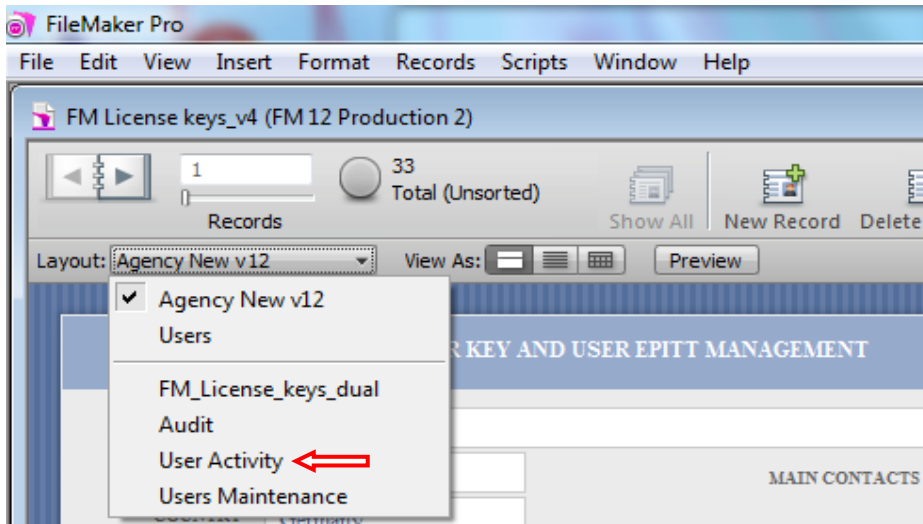 FileMaker Pro
File Edit View Insert Format Records Scripts Window Help
FM License keys_v4 (FM 12 Production 2)
1
33
Total (Unsorted)
Records
Show All
New Record
Delete
Layout: Agency New v12
View As:
Preview
Agency New v12
Users
R KEY AND USER EPITT MANAGEMENT
FM_License_keys_dual
Audit
User Activity
Users Maintenance
MAIN CONTACTS
COUNTRY
Germany